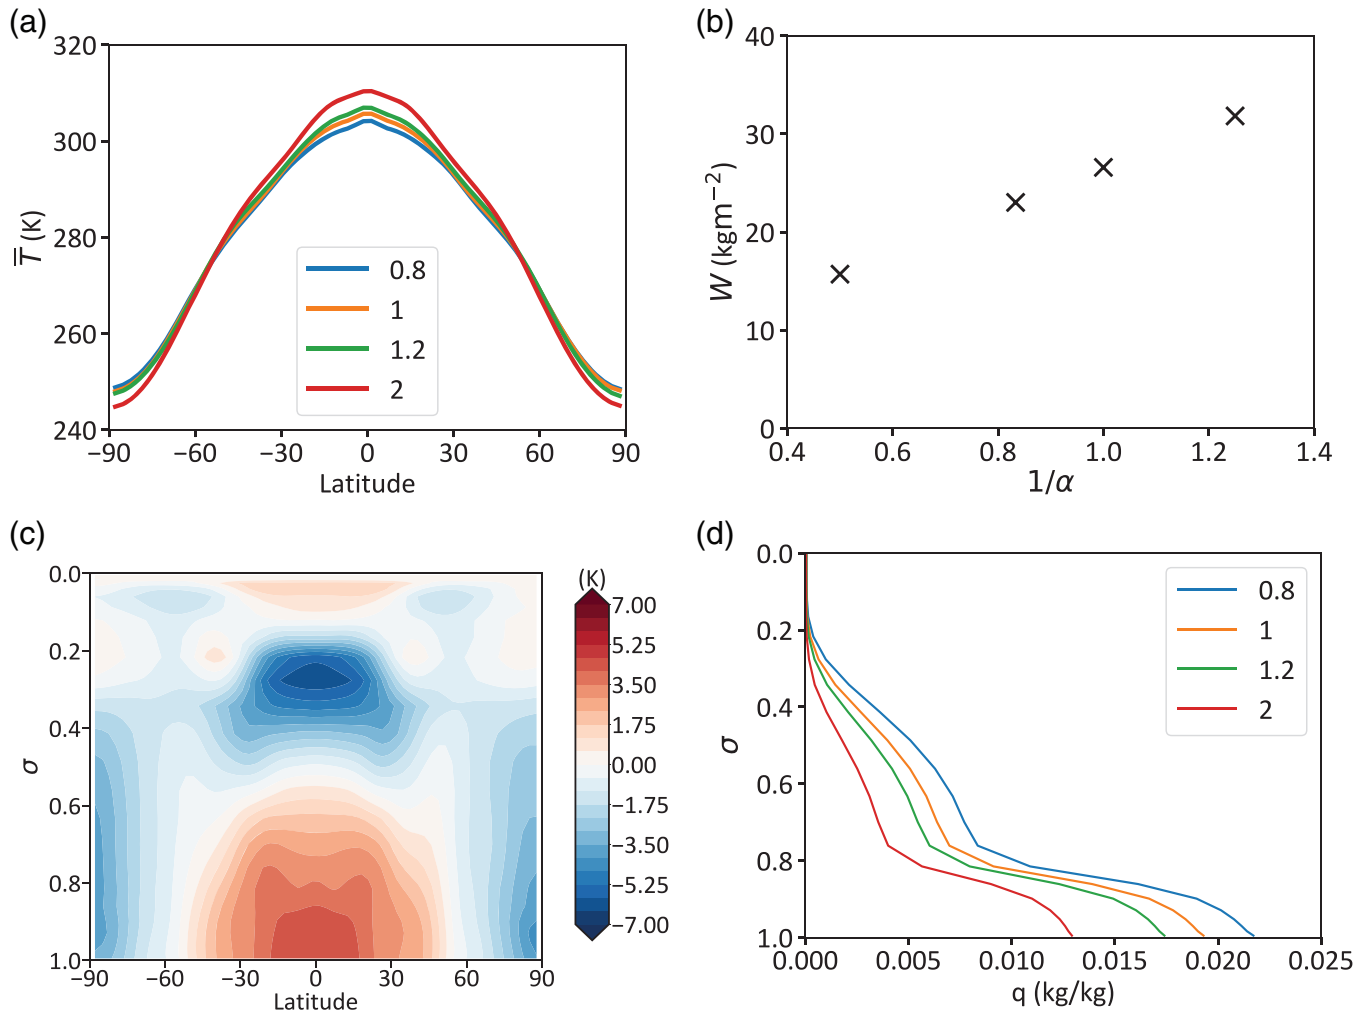 (a)
320
300
280
260
240
T̿ (K)
0.8
1
1.2
2
−90 −60 −30 0 30 60 90
Latitude
(b)
40
30
20
10
0
W (kgm⁻²)
0.4 0.6 0.8 1.0 1.2 1.4
1/α
(c)
0.0
0.2
0.4
0.6
0.8
1.0
σ
−90 −60 −30 0 30 60 90
Latitude
(K)
7.00
5.25
3.50
1.75
0.00
−1.75
−3.50
−5.25
−7.00
(d)
0.0
0.2
0.4
0.6
0.8
1.0
σ
0.8
1
1.2
2
0.000 0.005 0.010 0.015 0.020 0.025
q (kg/kg)